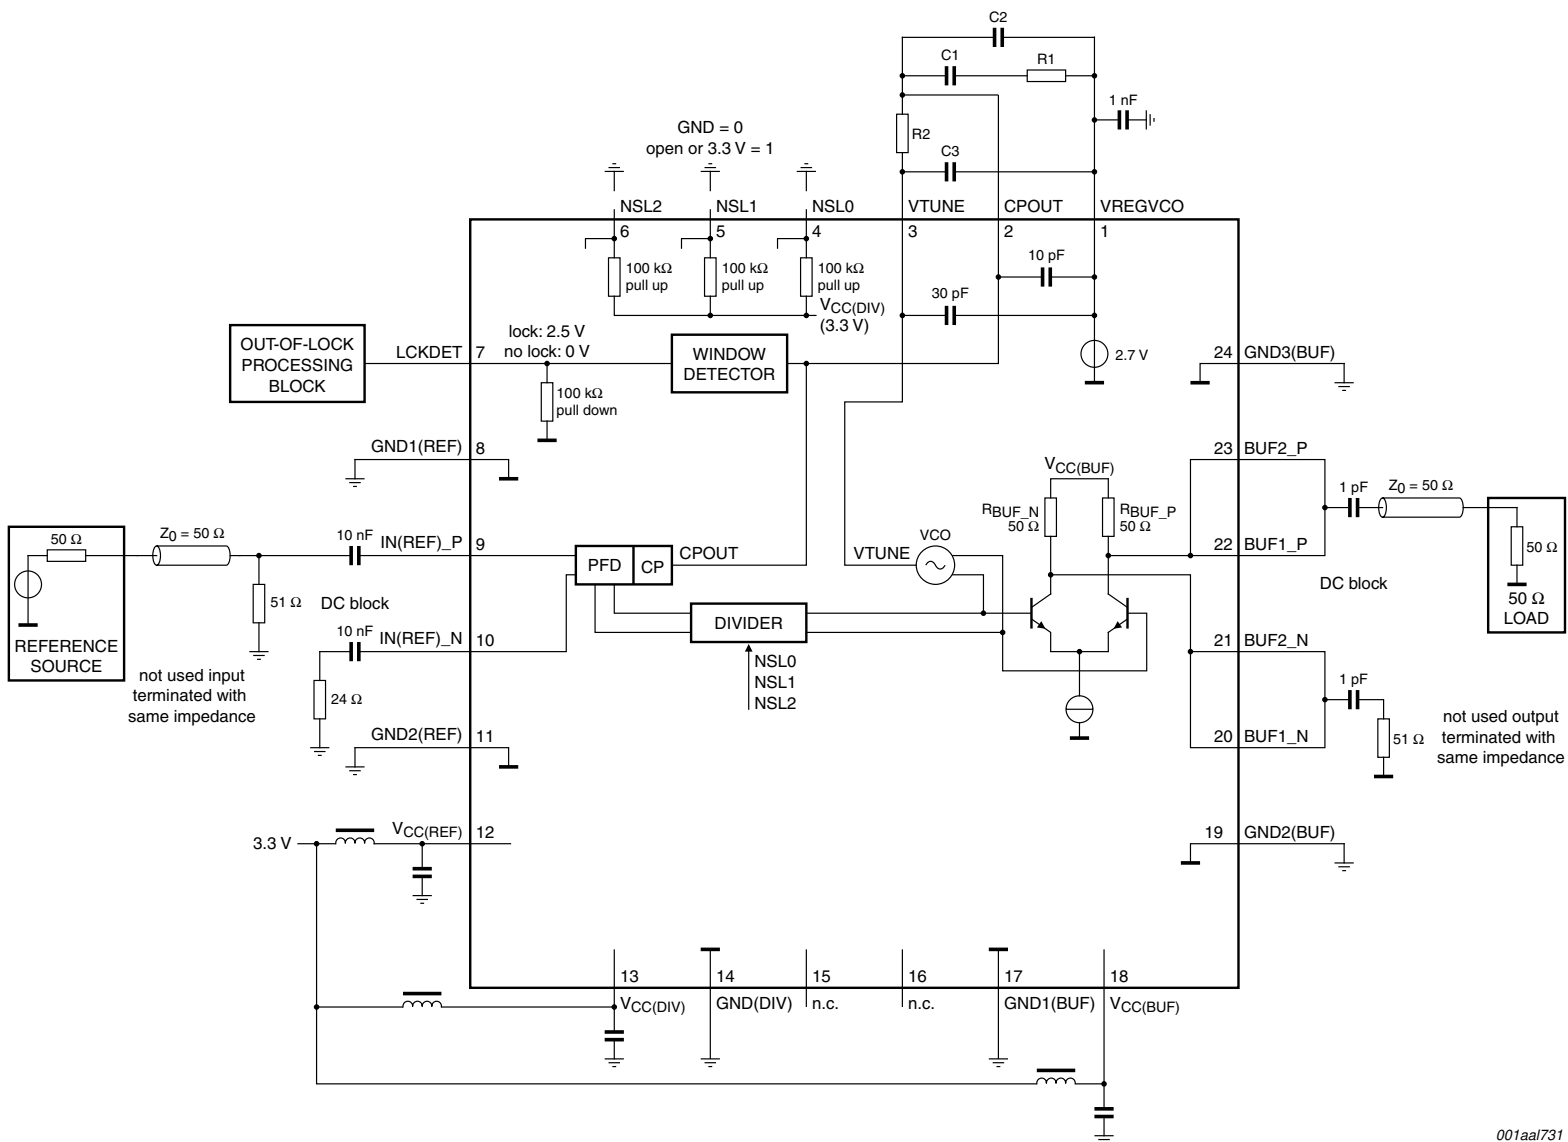 C2
C1
R1
1 nF
GND = 0
open or 3.3 V = 1
R2
C3
NSL2
NSL1
NSL0
VTUNE
CPOUT
VREGVCO
6
5
4
3
2
1
100 kΩ
pull up
100 kΩ
pull up
100 kΩ
pull up
10 pF
30 pF
VCC(DIV)
(3.3 V)
2.7 V
OUT-OF-LOCK
PROCESSING
BLOCK
LCKDET
7
lock: 2.5 V
no lock: 0 V
WINDOW
DETECTOR
100 kΩ
pull down
24
GND3(BUF)
GND1(REF)
8
23
BUF2_P
VCC(BUF)
RBUF_N
50 Ω
RBUF_P
50 Ω
1 pF
Z0 = 50 Ω
50 Ω
50 Ω
LOAD
50 Ω
Z0 = 50 Ω
10 nF
IN(REF)_P
9
PFD
CP
CPOUT
VTUNE
VCO
22
BUF1_P
DC block
51 Ω
DC block
REFERENCE
SOURCE
10 nF
IN(REF)_N
10
DIVIDER
NSL0
NSL1
NSL2
21
BUF2_N
not used input
terminated with
same impedance
24 Ω
1 pF
51 Ω
not used output
terminated with
same impedance
GND2(REF)
11
20
BUF1_N
3.3 V
VCC(REF)
12
19
GND2(BUF)
13
14
15
16
17
18
VCC(DIV)
GND(DIV)
n.c.
n.c.
GND1(BUF)
VCC(BUF)
001aal731